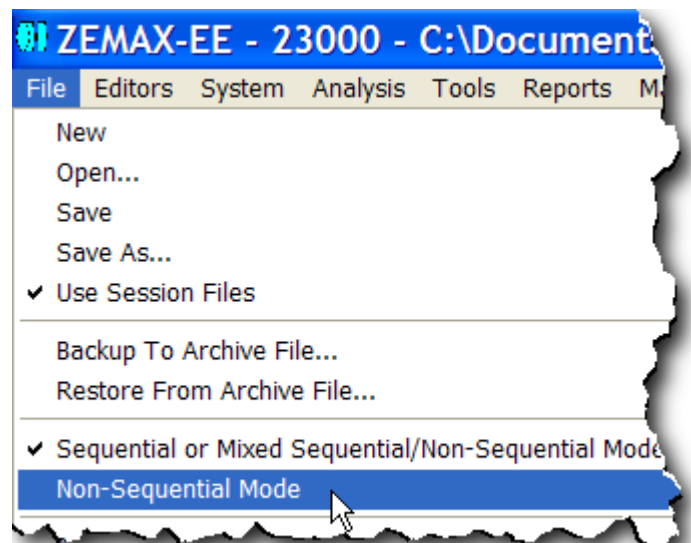 ZEMAX-EE - 23000 - C:\Document
File Editors System Analysis Tools Reports M
New
Open...
Save
Save As...
Use Session Files
Backup To Archive File...
Restore From Archive File...
Sequential or Mixed Sequential/Non-Sequential Mode
Non-Sequential Mode